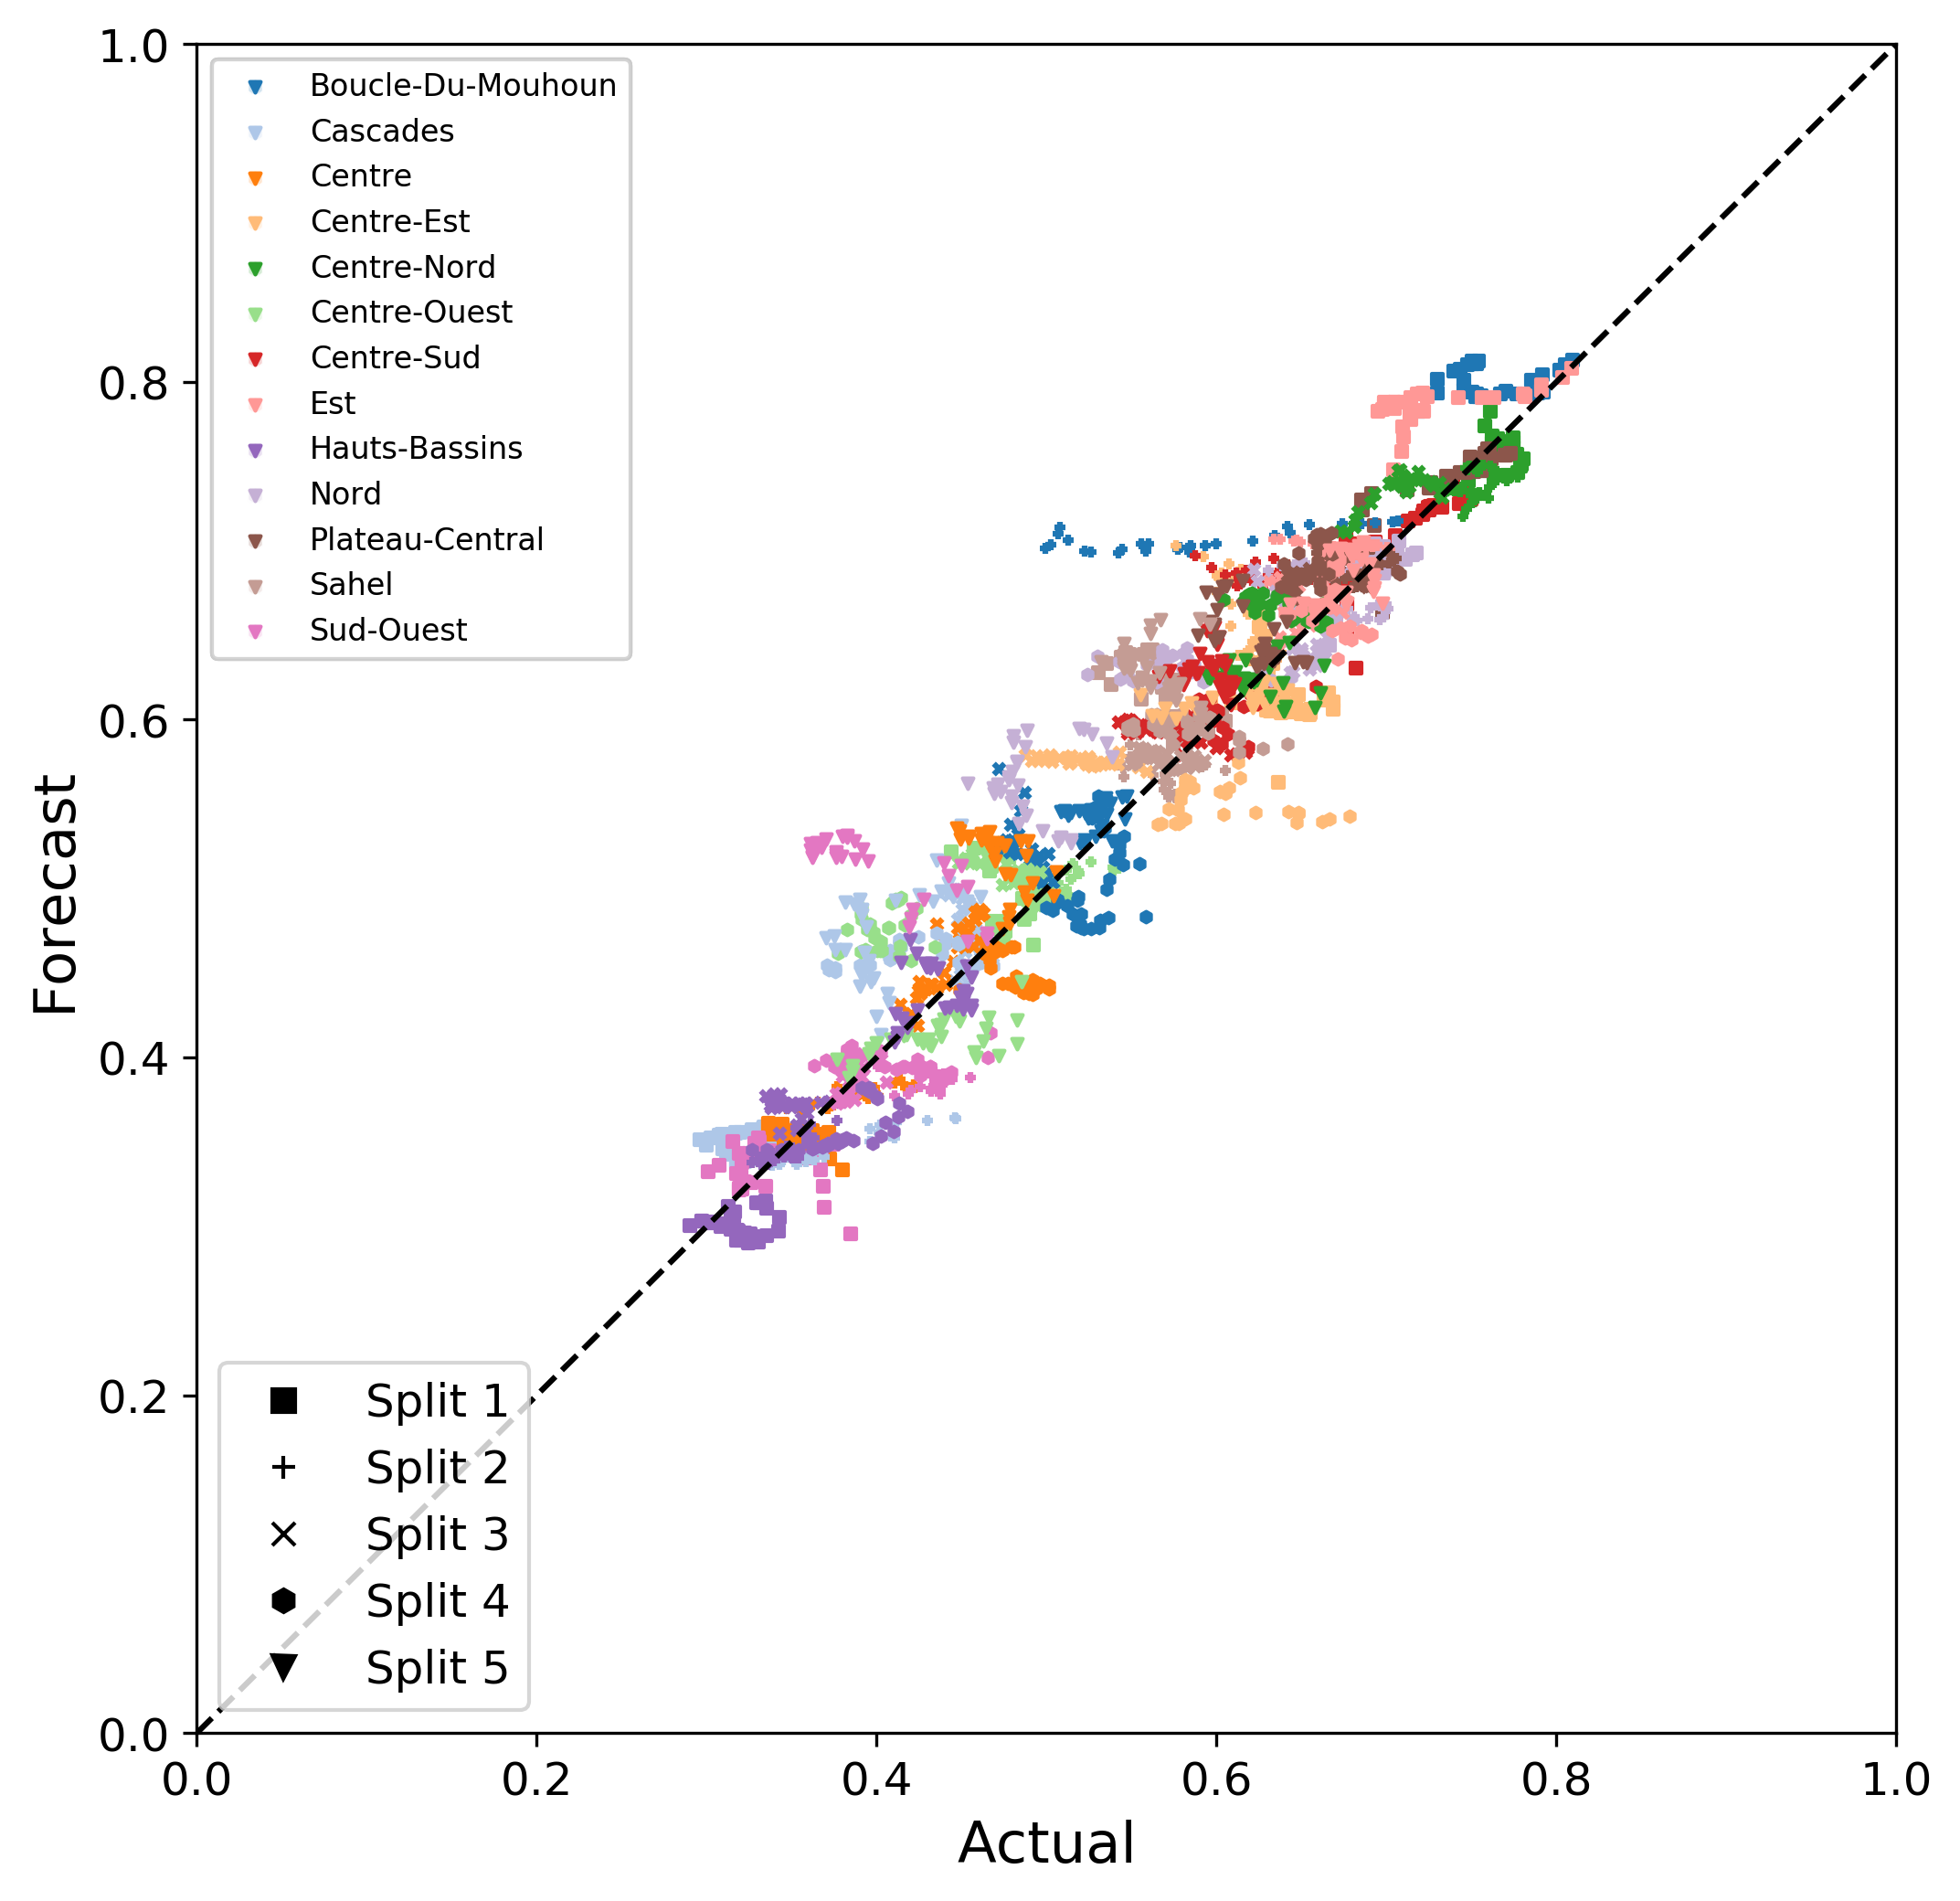 1.0
0.8
0.6
0.4
0.2
0.0
Forecast
Boucle-Du-Mouhoun
Cascades
Centre
Centre-Est
Centre-Nord
Centre-Ouest
Centre-Sud
Est
Hauts-Bassins
Nord
Plateau-Central
Sahel
Sud-Ouest
Split 1
Split 2
Split 3
Split 4
Split 5
0.0 0.2 0.4 0.6 0.8 1.0
Actual